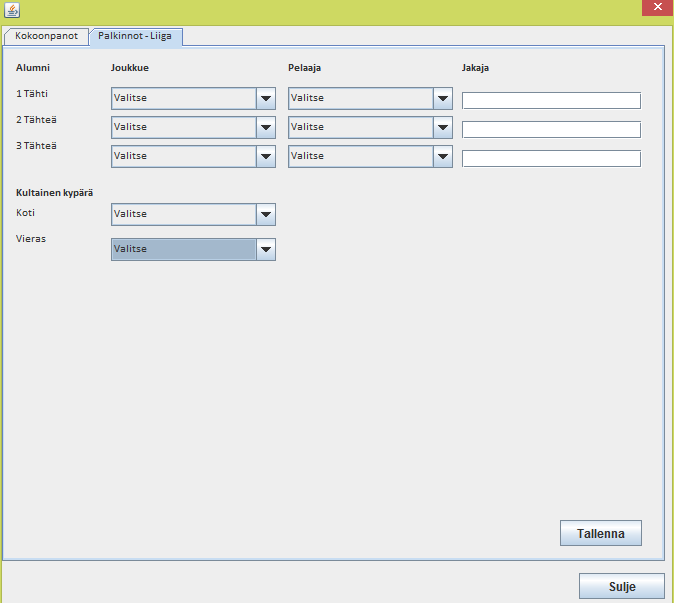 Kokoonpanot Palkinnot - Liiga
Alumni Joukkue Pelaaja Jakaja
1 Tähti Valitse Valitse
2 Tähteä Valitse Valitse
3 Tähteä Valitse Valitse
Kultainen kypärä
Koti Valitse
Vieras Valitse
Tallenna
Sulje